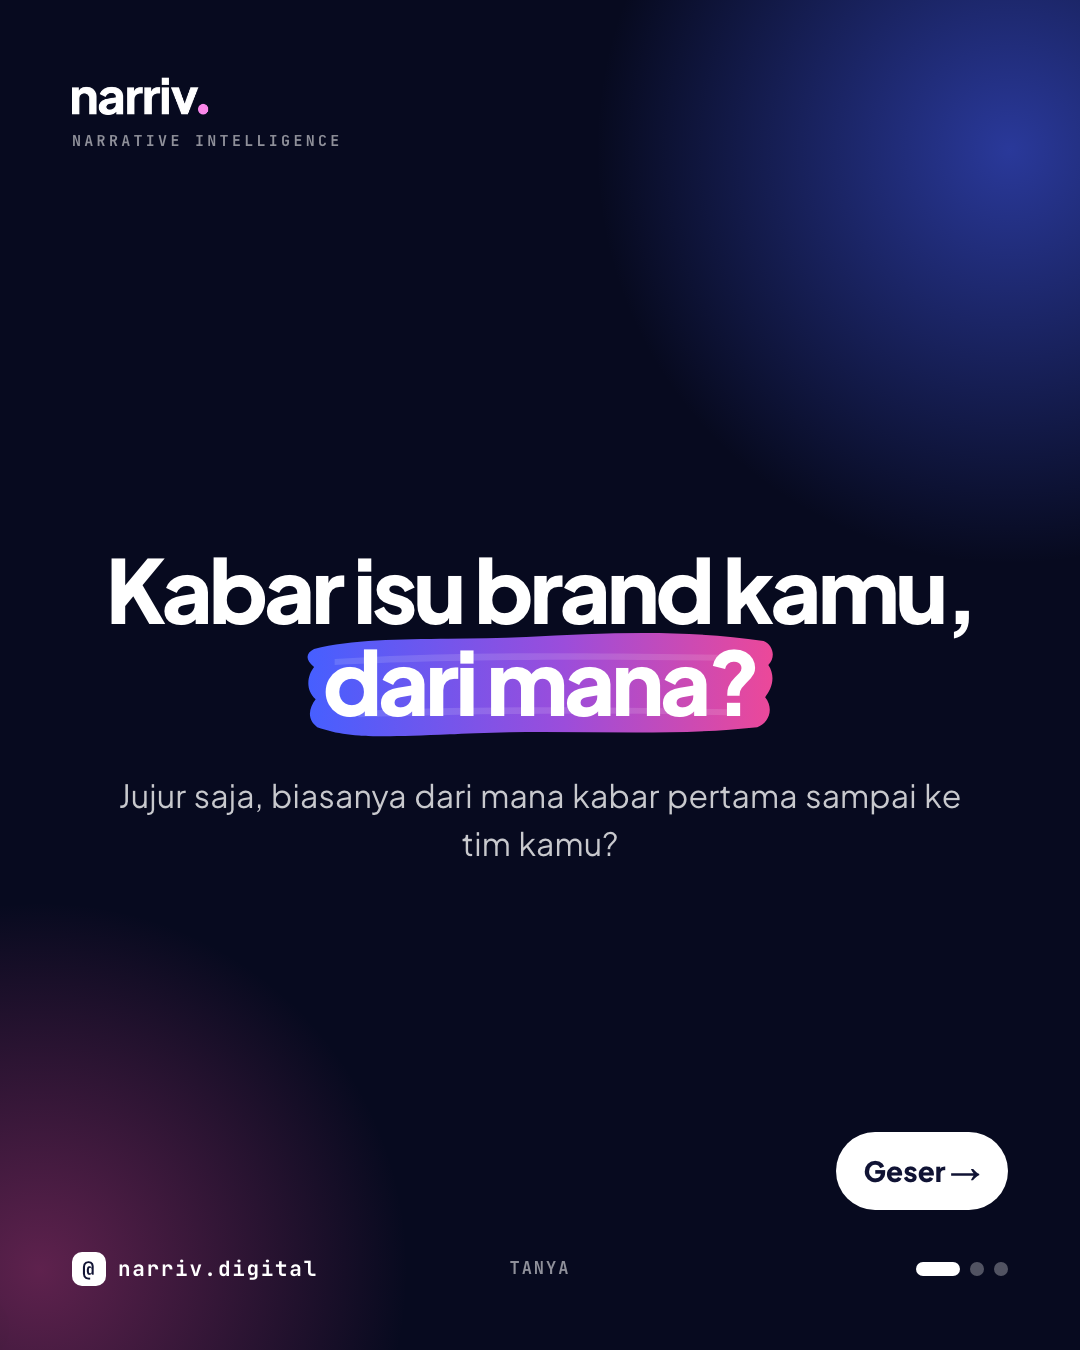 narriv.
NARRATIVE INTELLIGENCE
Kabar isu brand kamu,
dari mana?
Jujur saja, biasanya dari mana kabar pertama sampai ke
tim kamu?
Geser →
@ narriv.digital
TANYA